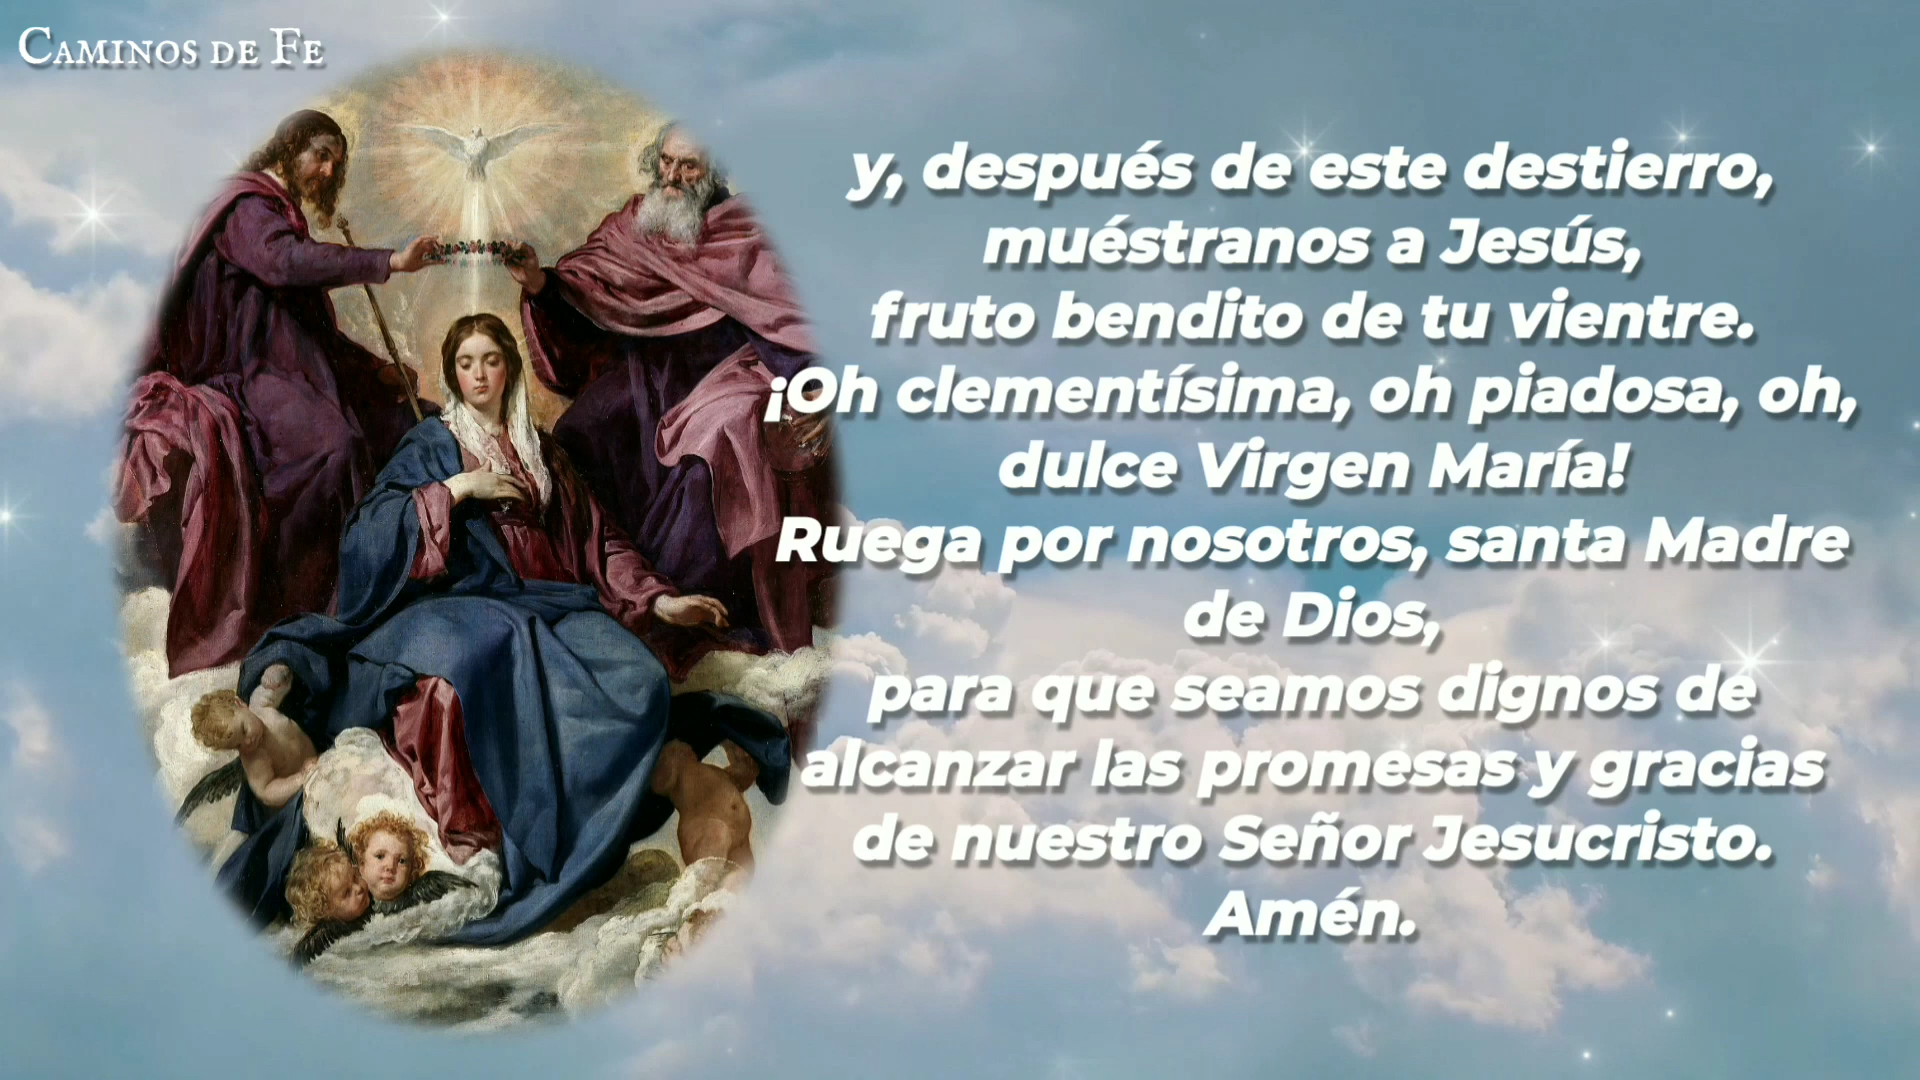 Caminos de Fe
y, después de este destierro,
muéstranos a Jesús,
fruto bendito de tu vientre.
¡Oh clementísima, oh piadosa, oh,
dulce Virgen María!
Ruega por nosotros, santa Madre
de Dios,
para que seamos dignos de
alcanzar las promesas y gracias
de nuestro Señor Jesucristo.
Amén.